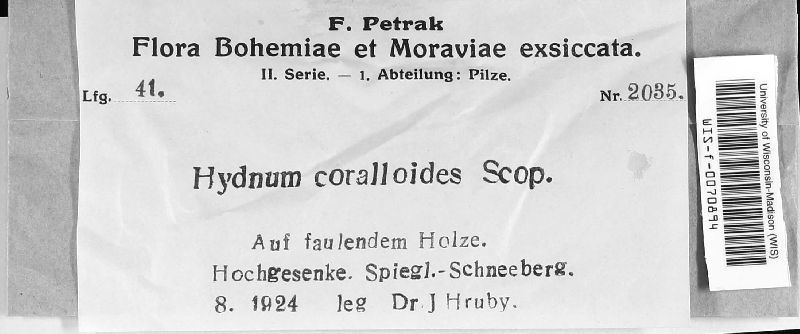 F. Petrak
Flora Bohemiae et Moraviae exsiccata.
II. Serie. — 1. Abteilung: Pilze.
Lfg. 41.
Nr. 2035.
Hydnum coralloides Scop.
Auf faulendem Holze.
Hochgesenke. Spiegl.-Schneeberg.
8. 1924 leg Dr. J Hruby.
University of Wisconsin-Madison (WIS)
WIS-f-0070894